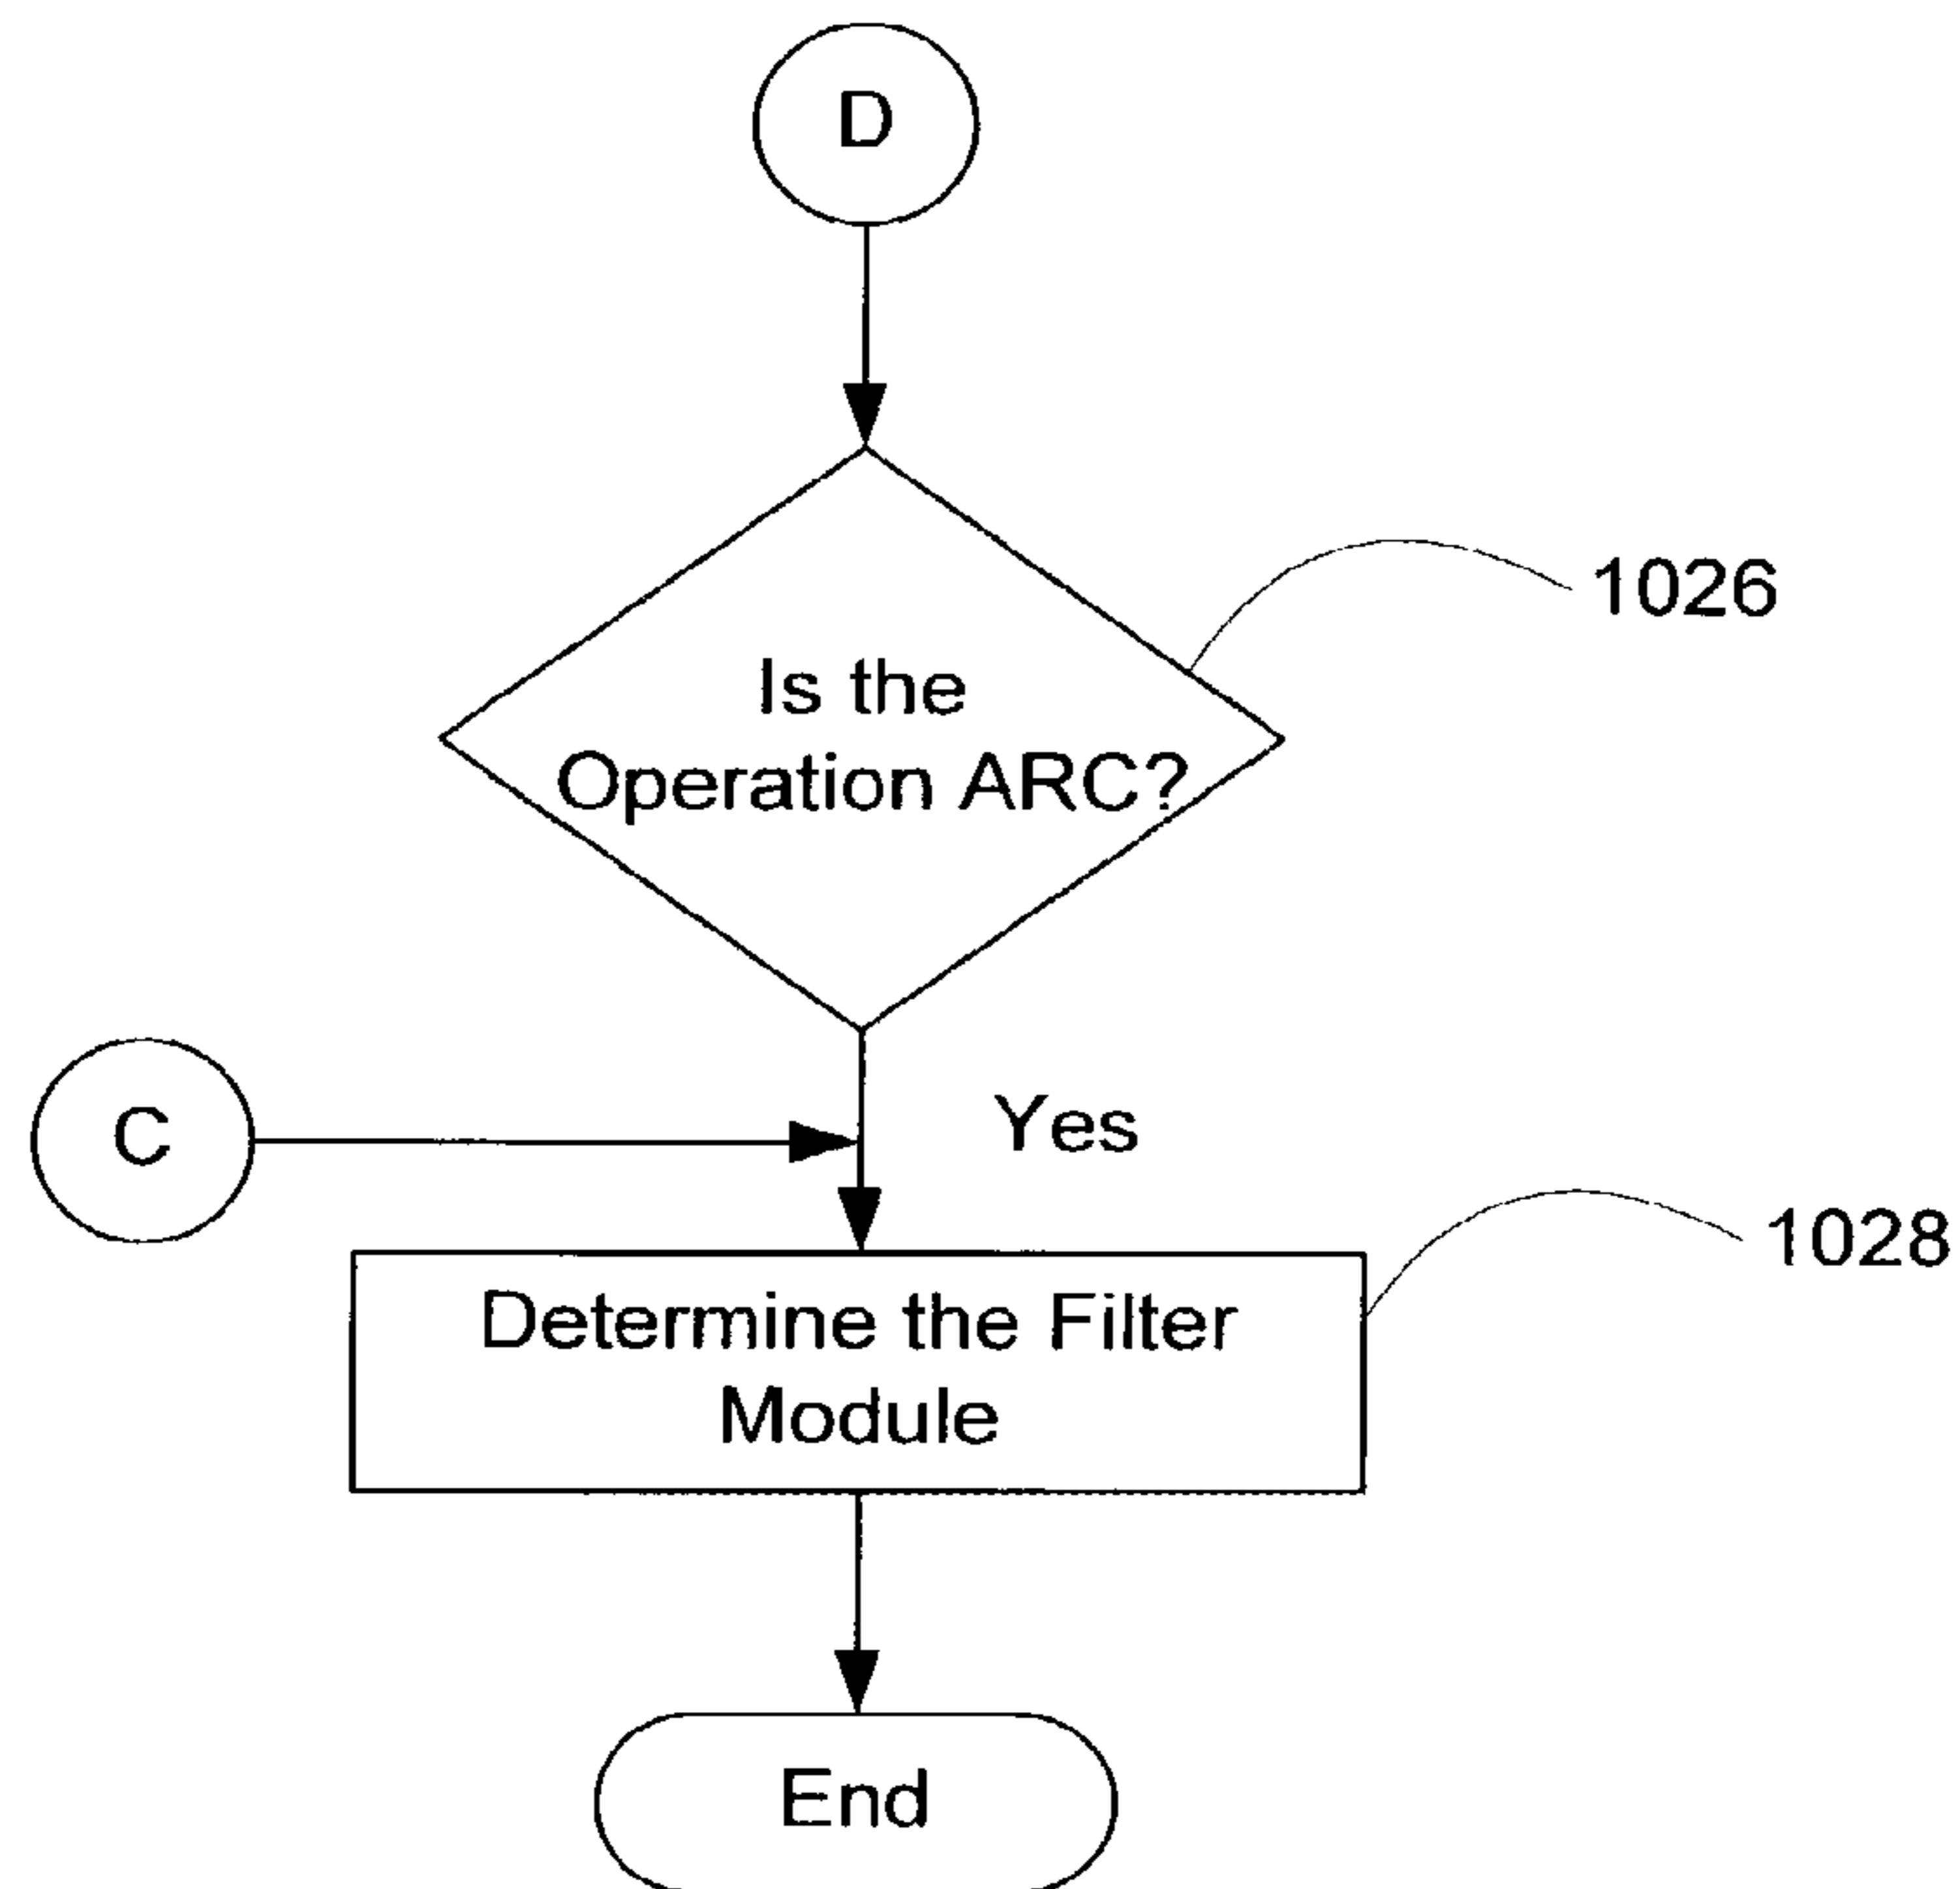 D
1026
Is the
Operation ARC?
C
Yes
1028
Determine the Filter
Module
End